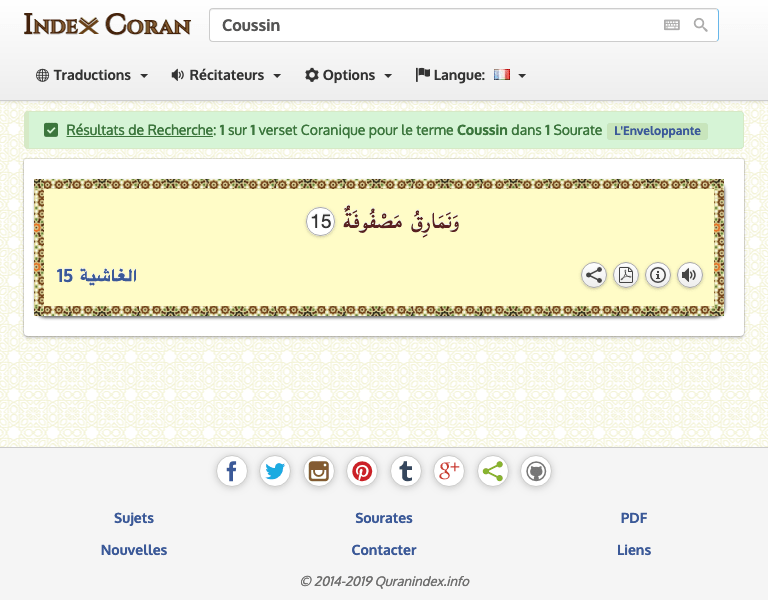 INDEX CORAN
Coussin
Traductions
Récitateurs
Options
Langue:
Résultats de Recherche: 1 sur 1 verset Coranique pour le terme Coussin dans 1 Sourate L'Enveloppante
وَنَمَارِقُ مَصْفُوفَةٌ 15
الغاشية 15
Sujets Sourates PDF
Nouvelles Contacter Liens
© 2014-2019 Quranindex.info